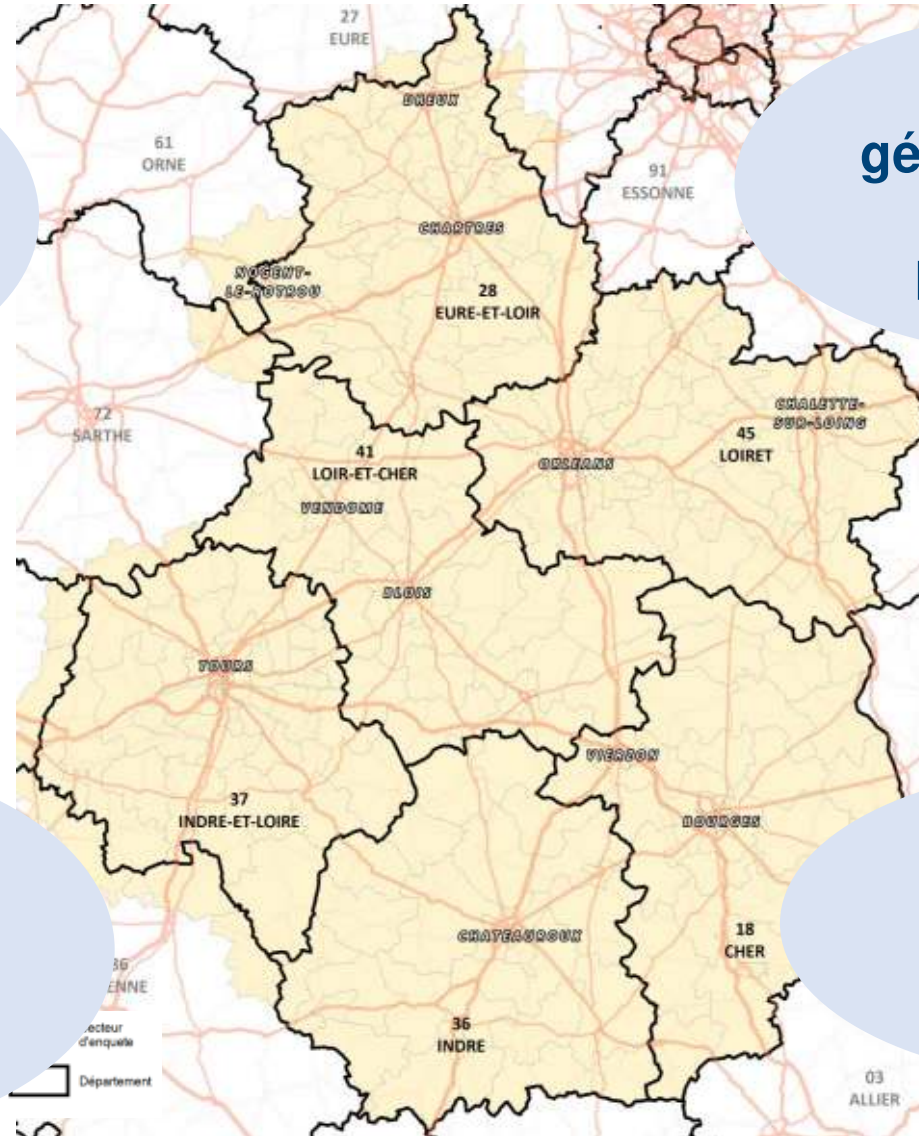 27
EURE
DREUX
61
ORNE
91
ESSONNE
gé
CHARTRES
NOGENT-
LE-ROTROU
28
EURE-ET-LOIR
72
SARTHE
CHALETTE-
SUR-LOING
45
LOIRET
41
LOIR-ET-CHER
ORLEANS
VENDOME
BLOIS
TOURS
VIERZON
37
INDRE-ET-LOIRE
BOURGES
CHATEAUROUX
18
CHER
36
INDRE
ENNE
ecteur
d'enquete
Département
03
ALLIER